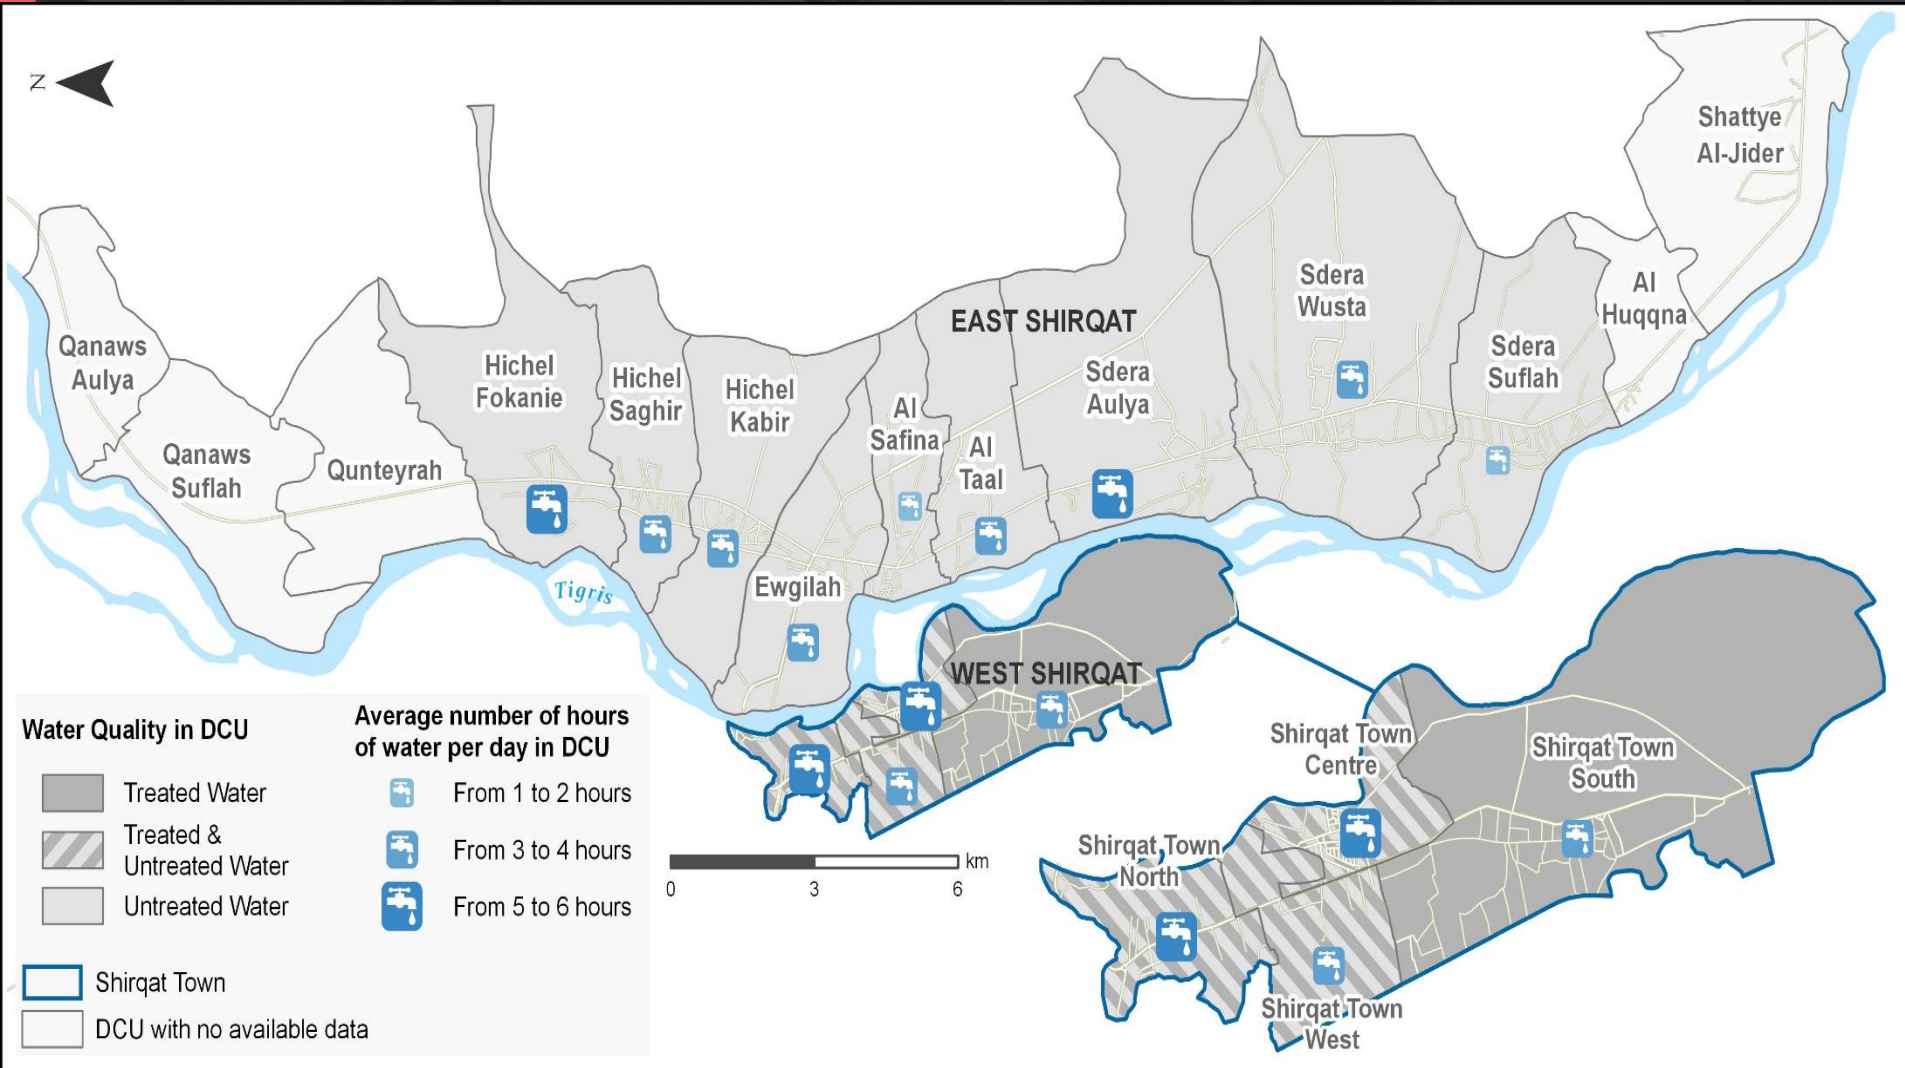 N
Shattye
Al-Jider
Qanaws
Aulya
Qanaws
Suflah
Qunteyrah
Hichel
Fokanie
Hichel
Saghir
Hichel
Kabir
Ewgilah
Al
Safina
Al
Taal
EAST SHIRQAT
Sdera
Aulya
Sdera
Wusta
Sdera
Suflah
Al
Huqqna
Tigris
WEST SHIRQAT
Shirqat Town
Centre
Shirqat Town
South
Shirqat Town
North
Shirqat Town
West
Water Quality in DCU
Treated Water
Treated &
Untreated Water
Untreated Water
Shirqat Town
DCU with no available data
Average number of hours
of water per day in DCU
From 1 to 2 hours
From 3 to 4 hours
From 5 to 6 hours
km
0 3 6